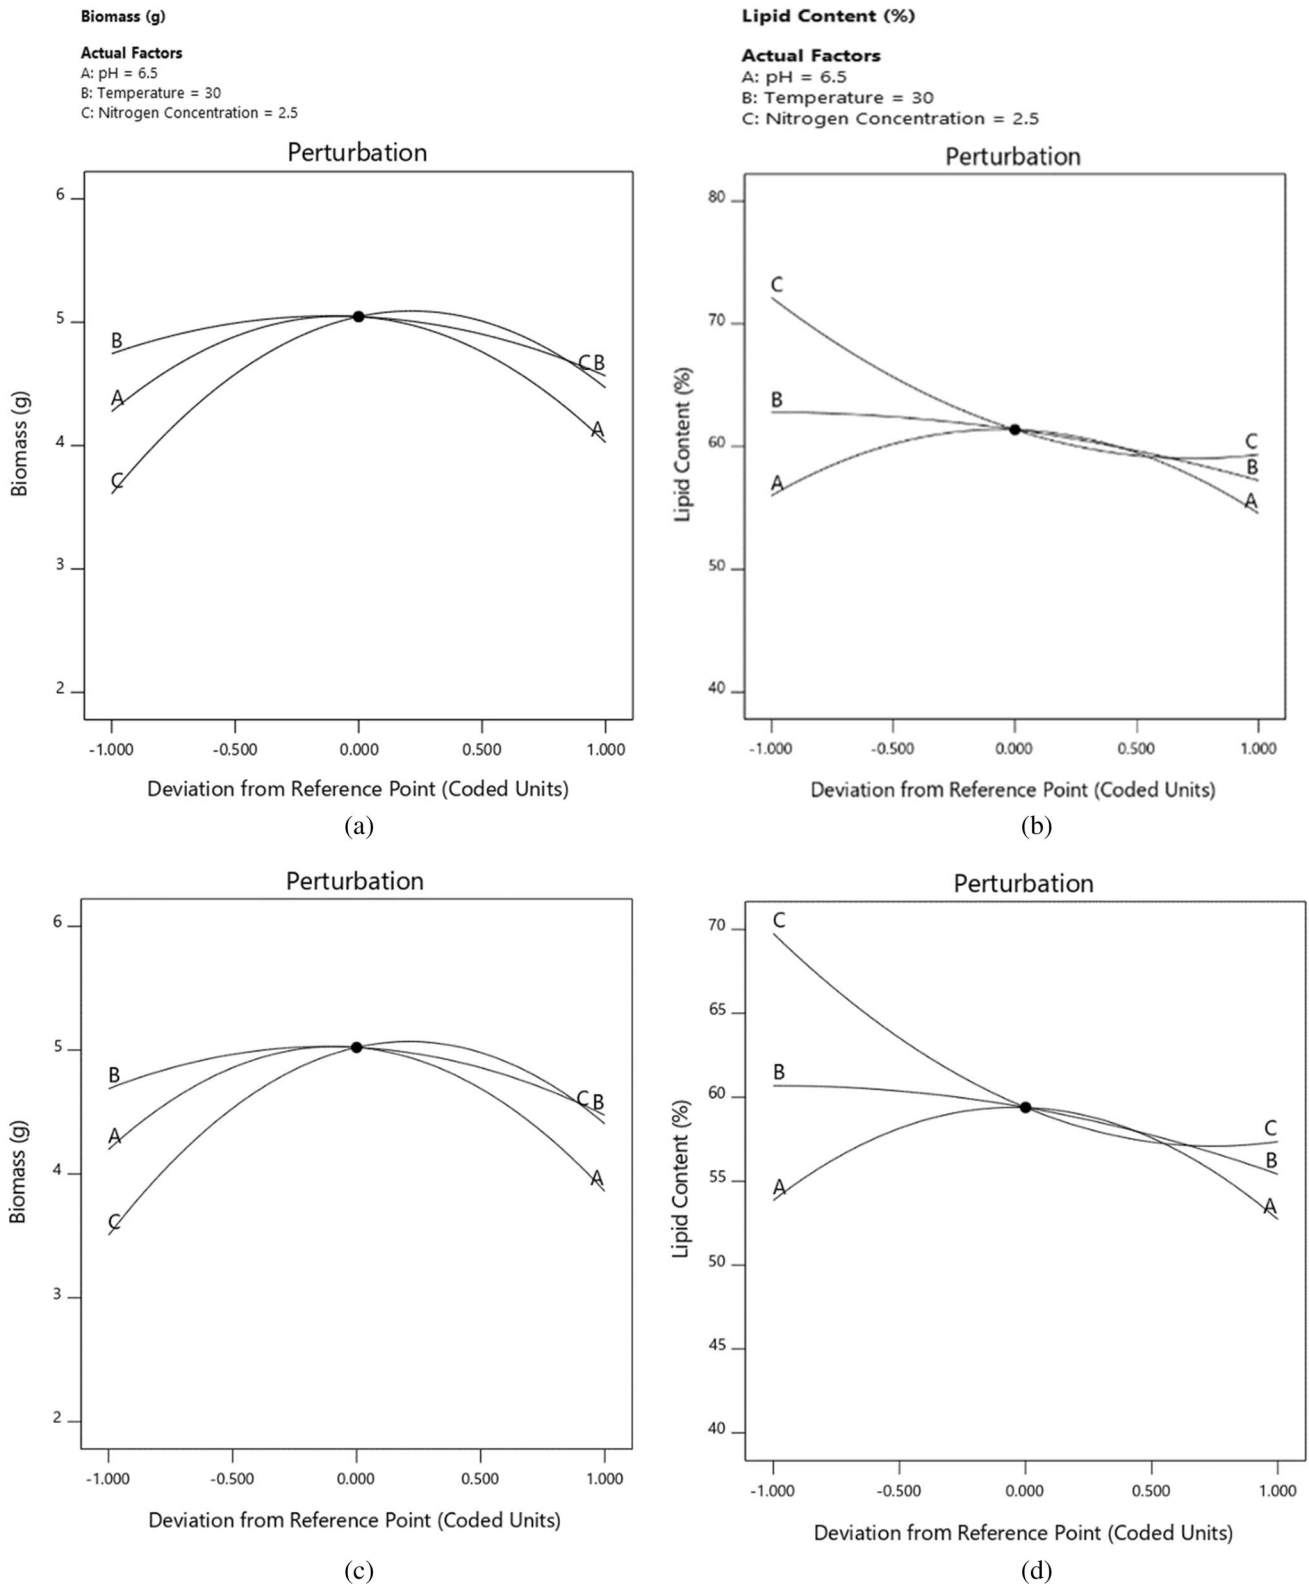 Biomass (g)
Actual Factors
A: pH = 6.5
B: Temperature = 30
C: Nitrogen Concentration = 2.5
Perturbation
6
5
4
3
2
Biomass (g)
B
A
C
C B
A
-1.000 -0.500 0.000 0.500 1.000
Deviation from Reference Point (Coded Units)
(a)
Lipid Content (%)
Actual Factors
A: pH = 6.5
B: Temperature = 30
C: Nitrogen Concentration = 2.5
Perturbation
80
70
60
50
40
Lipid Content (%)
C
B
A
C
B
A
-1.000 -0.500 0.000 0.500 1.000
Deviation from Reference Point (Coded Units)
(b)
Perturbation
6
5
4
3
2
Biomass (g)
B
A
C
C B
A
-1.000 -0.500 0.000 0.500 1.000
Deviation from Reference Point (Coded Units)
(c)
Perturbation
70
65
60
55
50
45
40
Lipid Content (%)
C
B
A
C
B
A
-1.000 -0.500 0.000 0.500 1.000
Deviation from Reference Point (Coded Units)
(d)